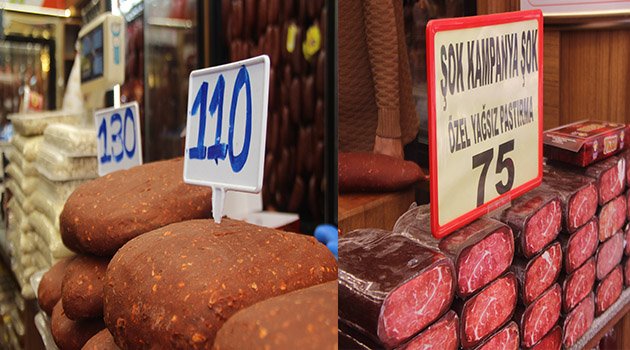 130
110
ŞOK KAMPANYA ŞOK
ÖZEL YAĞSIZ PASTIRMA
75